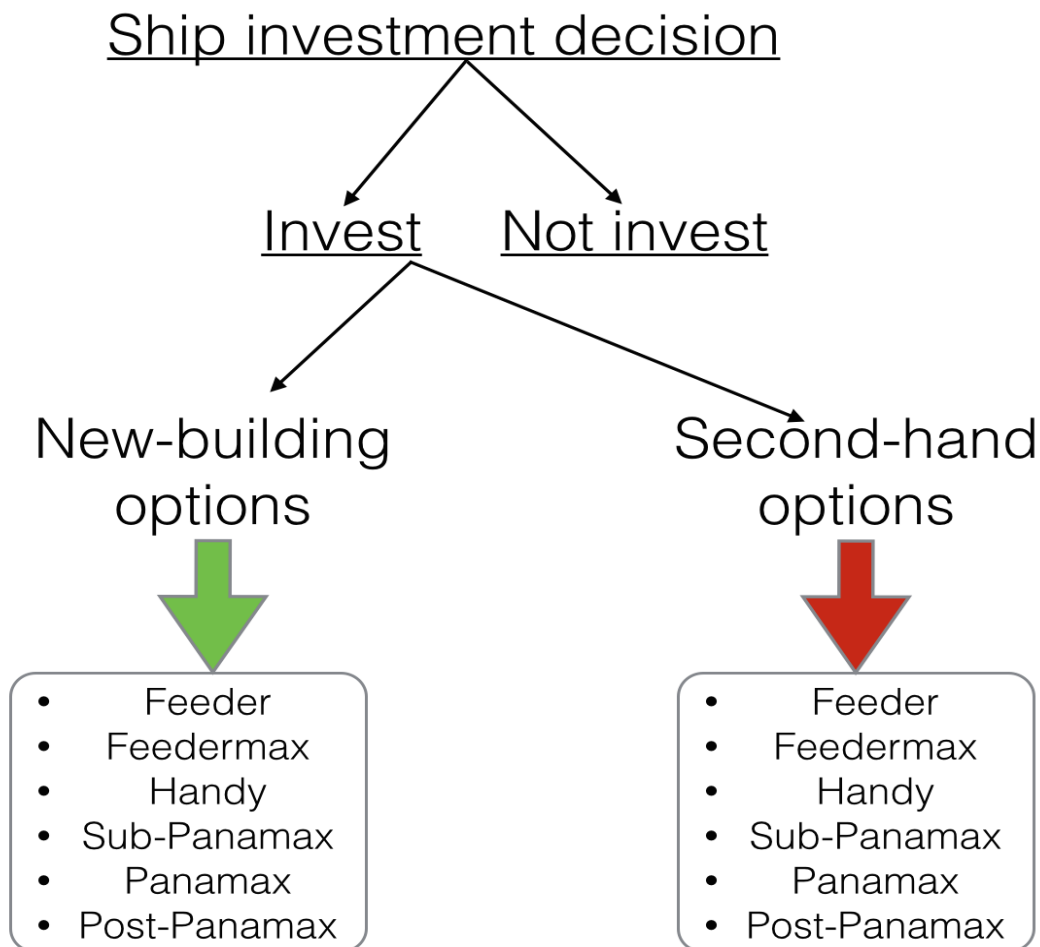 Ship investment decision
Invest
Not invest
New-building
options
Second-hand
options
• Feeder
• Feedermax
• Handy
• Sub-Panamax
• Panamax
• Post-Panamax
• Feeder
• Feedermax
• Handy
• Sub-Panamax
• Panamax
• Post-Panamax